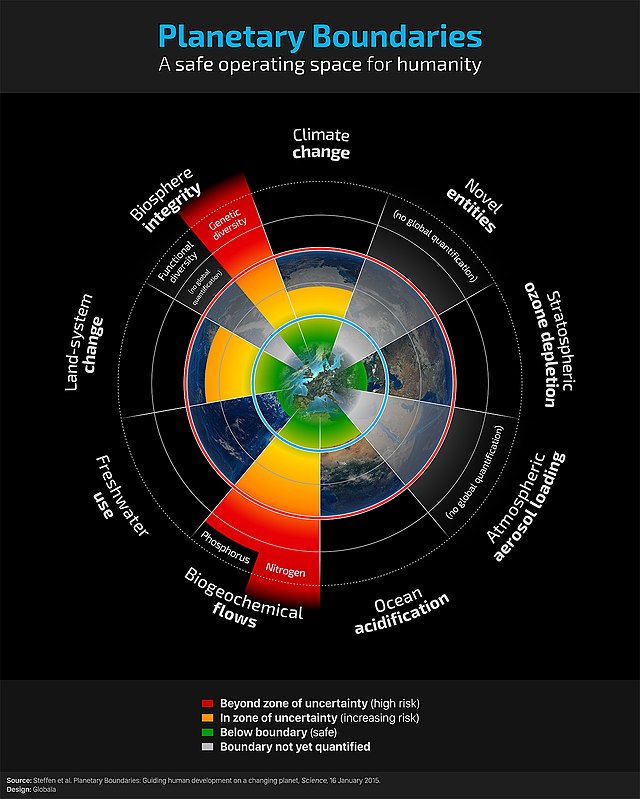 Planetary Boundaries
A safe operating space for humanity
Climate
change
Novel
entities
(no global quantification)
Stratospheric
ozone depletion
Atmospheric
aerosol loading
(no global quantification)
Ocean
acidification
Biogeochemical
flows
Phosphorus
Nitrogen
Freshwater
use
Land-system
change
Biosphere
integrity
Functional
diversity
(no global
quantification)
Genetic
diversity
Beyond zone of uncertainty (high risk)
In zone of uncertainty (increasing risk)
Below boundary (safe)
Boundary not yet quantified
Source: Steffen et al. Planetary Boundaries: Guiding human development on a changing planet, Science, 16 January 2015.
Design: Globaïa